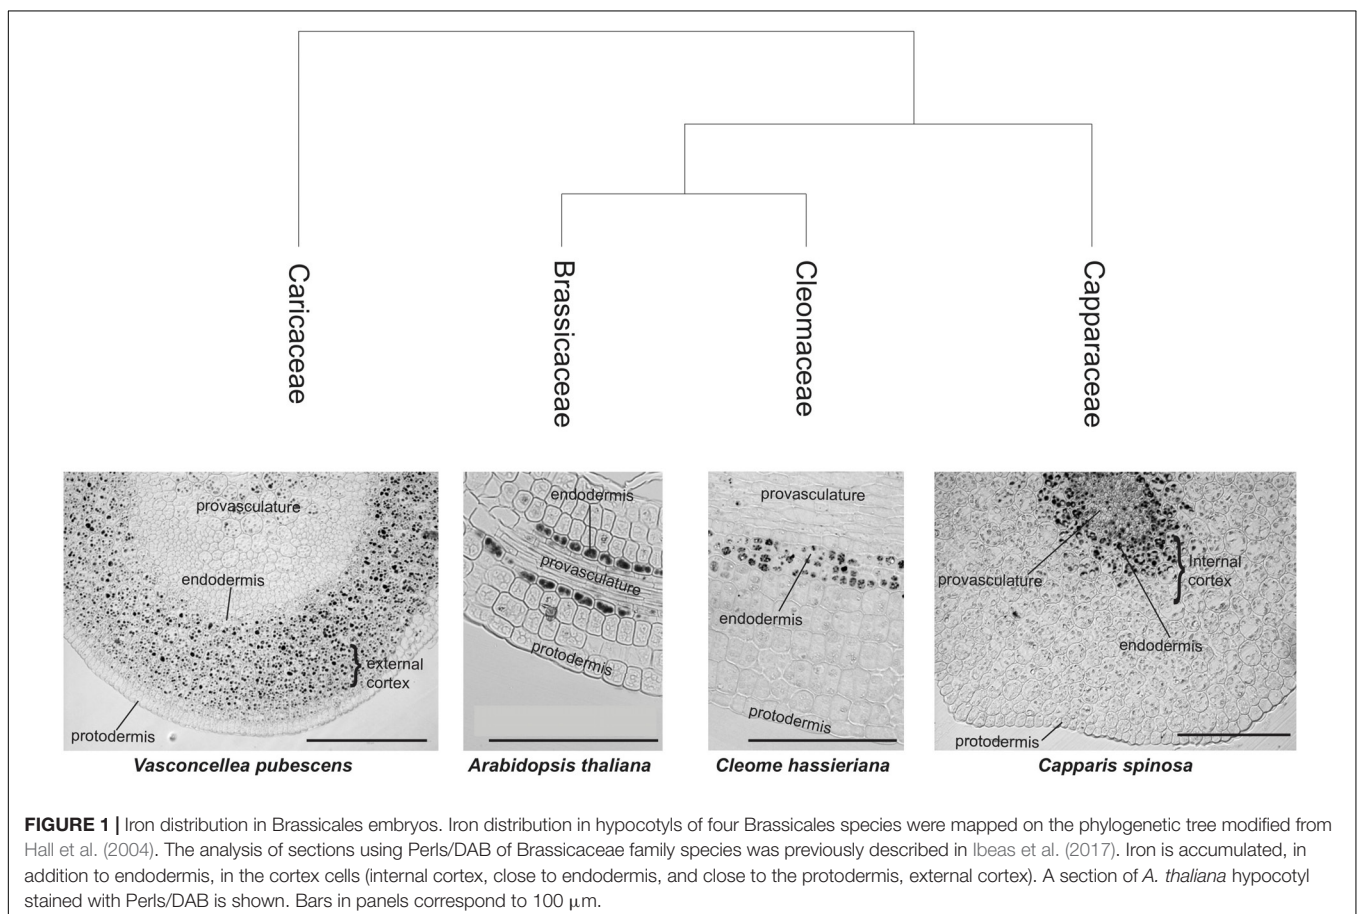 Caricaceae
Brassicaceae
Cleomaceae
Capparaceae
provasculature
endodermis
external
cortex
protodermis
endodermis
provasculature
protodermis
provasculature
endodermis
protodermis
provasculature
Internal
cortex
endodermis
protodermis
Vasconcellea pubescens
Arabidopsis thaliana
Cleome hassieriana
Capparis spinosa
FIGURE 1 | Iron distribution in Brassicales embryos. Iron distribution in hypocotyls of four Brassicales species were mapped on the phylogenetic tree modified from
Hall et al. (2004). The analysis of sections using Perls/DAB of Brassicaceae family species was previously described in Ibeas et al. (2017). Iron is accumulated, in
addition to endodermis, in the cortex cells (internal cortex, close to endodermis, and close to the protodermis, external cortex). A section of A. thaliana hypocotyl
stained with Perls/DAB is shown. Bars in panels correspond to 100 μm.